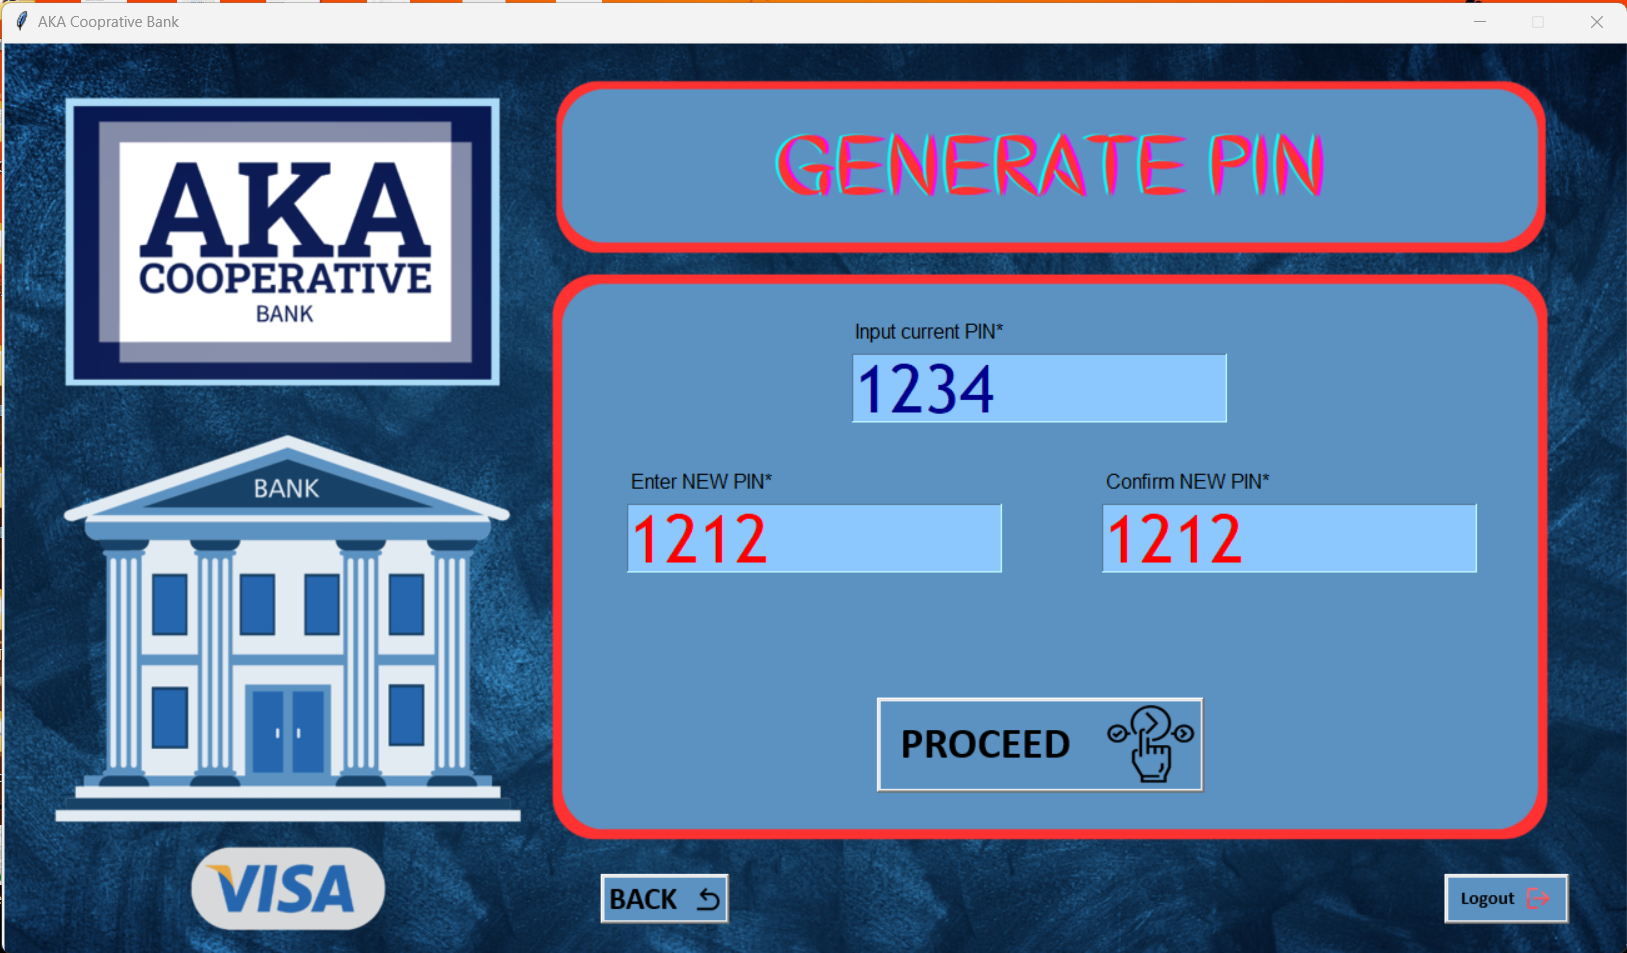 AKA Cooprative Bank
AKA
COOPERATIVE
BANK
GENERATE PIN
Input current PIN*
1234
Enter NEW PIN*
1212
Confirm NEW PIN*
1212
BANK
PROCEED
VISA
BACK
Logout